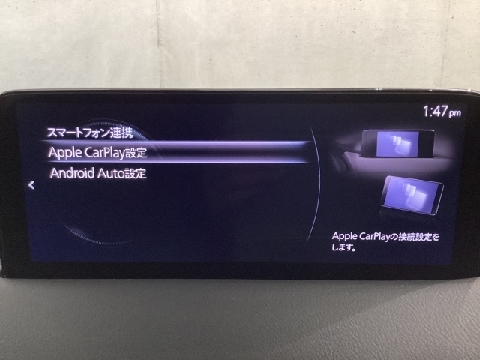 1:47pm
スマートフォン連携
Apple CarPlay設定
Android Auto設定
Apple CarPlayの接続設定を
します。